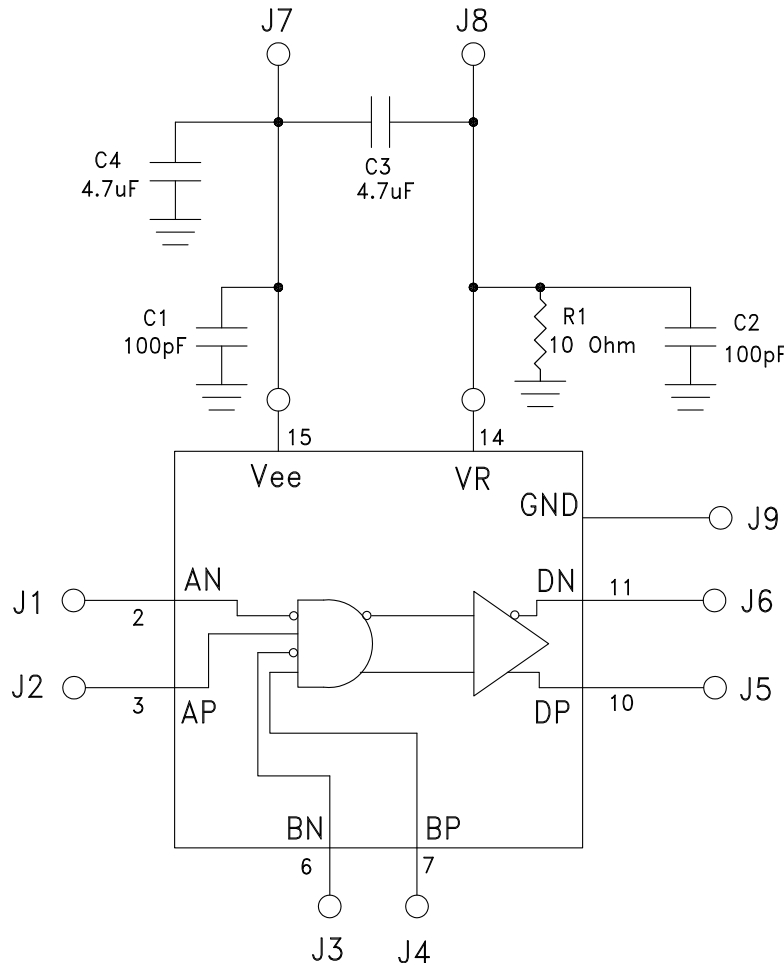 J7
J8
C4
4.7uF
C3
4.7uF
C1
100pF
R1
10 Ohm
C2
100pF
15
14
Vee
VR
GND
J9
AN
DN
J1
2
11
J6
J2
3
AP
DP
10
J5
BN
BP
6
7
J3
J4